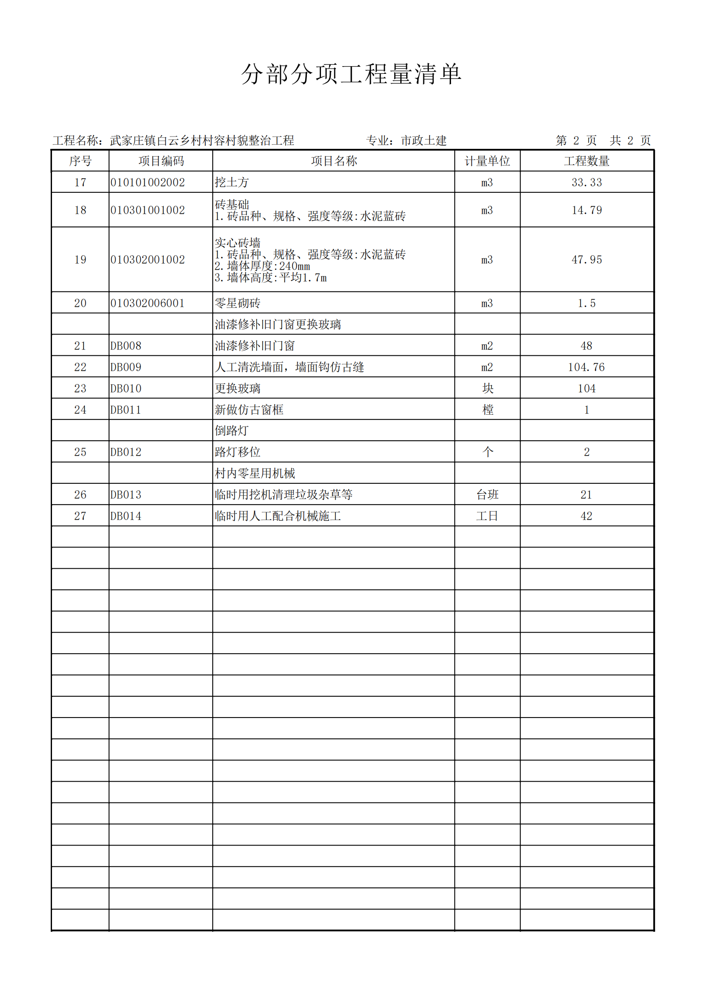 分部分项工程量清单
工程名称：武家庄镇白云乡村村容村貌整治工程 专业：市政土建 第 2 页 共 2 页
序号 项目编码 项目名称 计量单位 工程数量
17 010101002002 挖土方 m3 33.33
18 010301001002 砖基础 m3 14.79
1.砖品种、规格、强度等级:水泥蓝砖
19 010302001002 实心砖墙 m3 47.95
1.砖品种、规格、强度等级:水泥蓝砖
2.墙体厚度:240mm
3.墙体高度:平均1.7m
20 010302006001 零星砌砖 m3 1.5
油漆修补旧门窗更换玻璃
21 DB008 油漆修补旧门窗 m2 48
22 DB009 人工清洗墙面，墙面钩仿古缝 m2 104.76
23 DB010 更换玻璃 块 104
24 DB011 新做仿古窗框 樘 1
倒路灯
25 DB012 路灯移位 个 2
村内零星用机械
26 DB013 临时用挖机清理垃圾杂草等 台班 21
27 DB014 临时用人工配合机械施工 工日 42